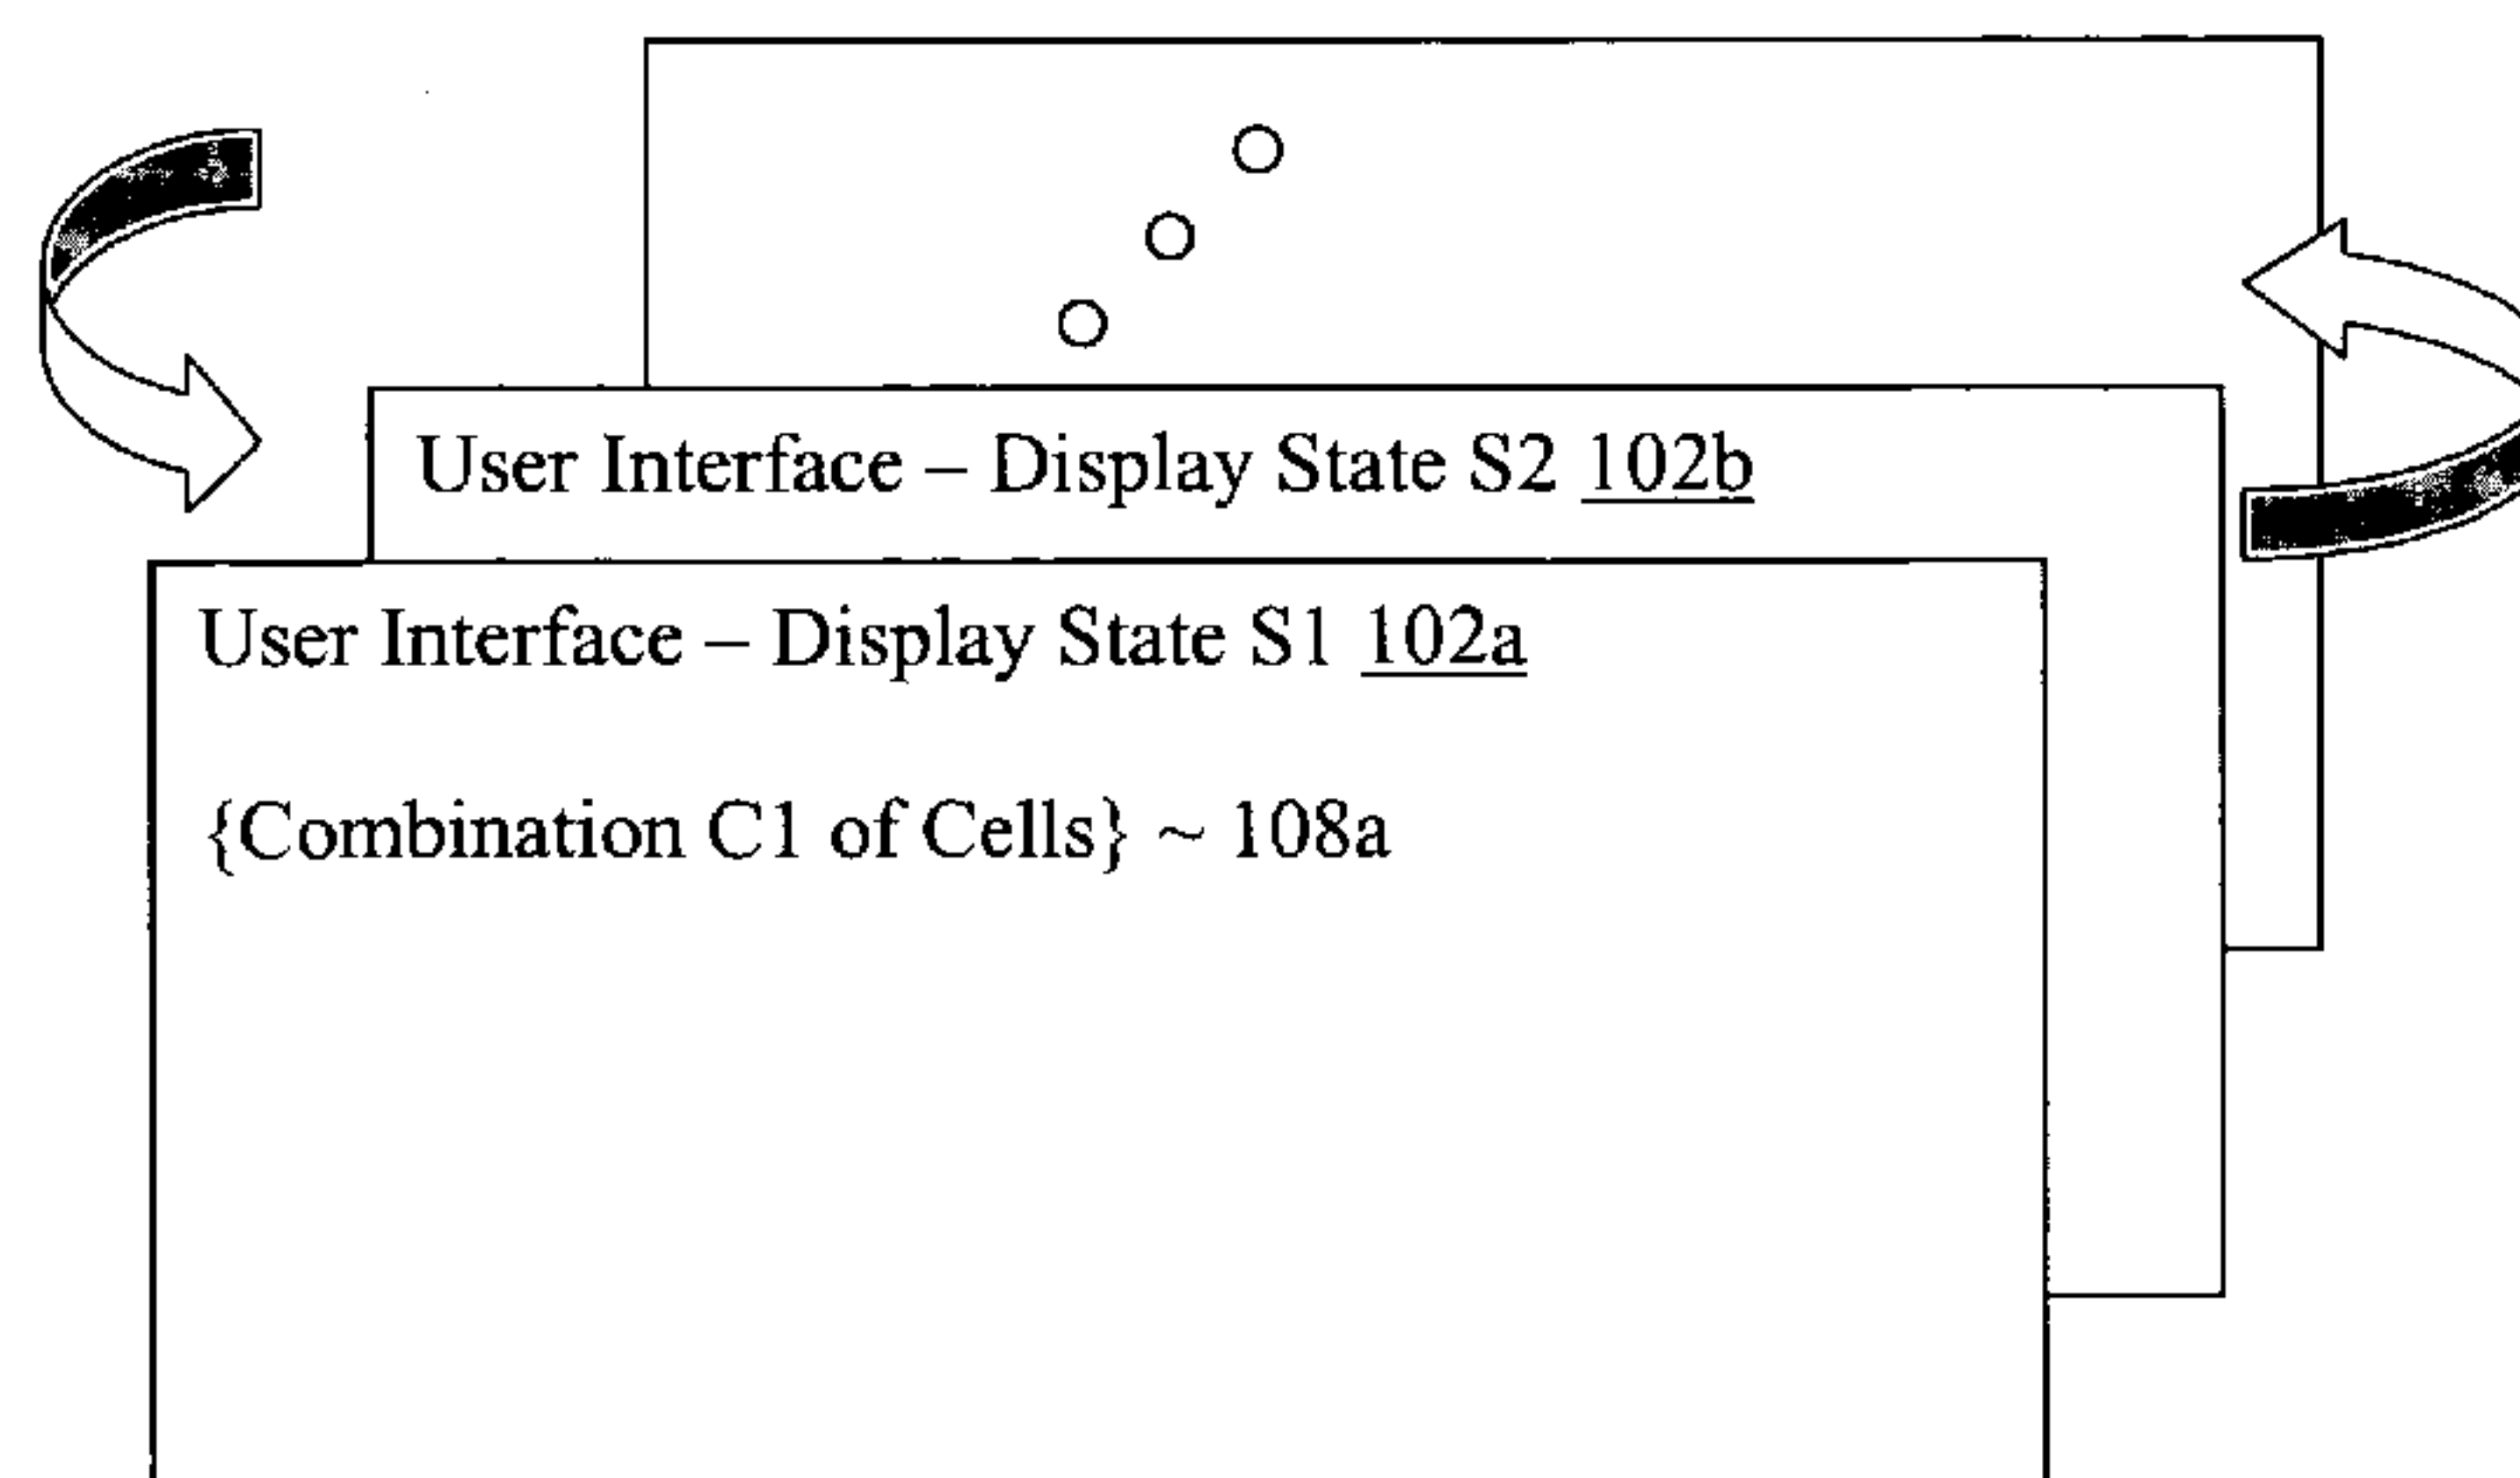 User Interface – Display State S2 102b
User Interface – Display State S1 102a
{Combination C1 of Cells} ~ 108a